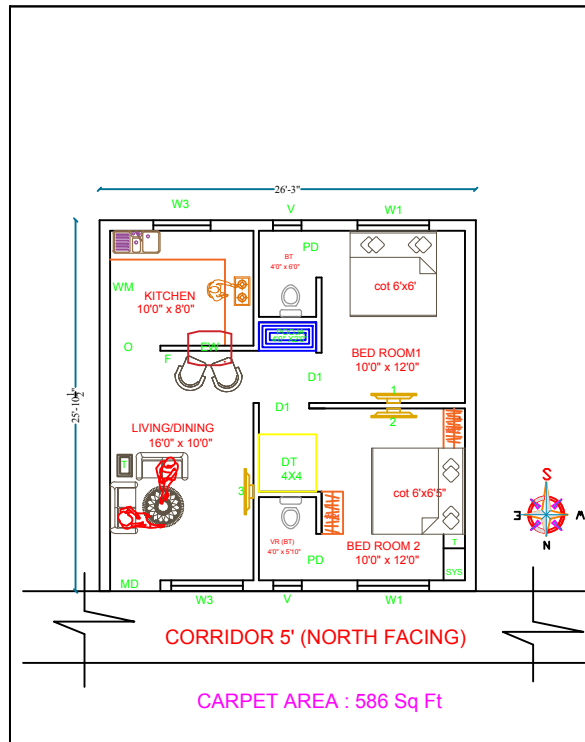 26'-3"
W3
V
W1
PD
BT
4'0" x 6'0"
cot 6'x6'
WM
KITCHEN
10'0" x 8'0"
O
F
EW
BED ROOM1
10'0" x 12'0"
D1
D1
1
2
25'-10½"
LIVING/DINING
16'0" x 10'0"
T
DT
4X4
3
cot 6'x6'5"
VR (BT)
4'0" x 5'10"
BED ROOM 2
10'0" x 12'0"
PD
T
SYS
MD
W3
V
W1
S
E
W
N
CORRIDOR 5' (NORTH FACING)
CARPET AREA : 586 Sq Ft